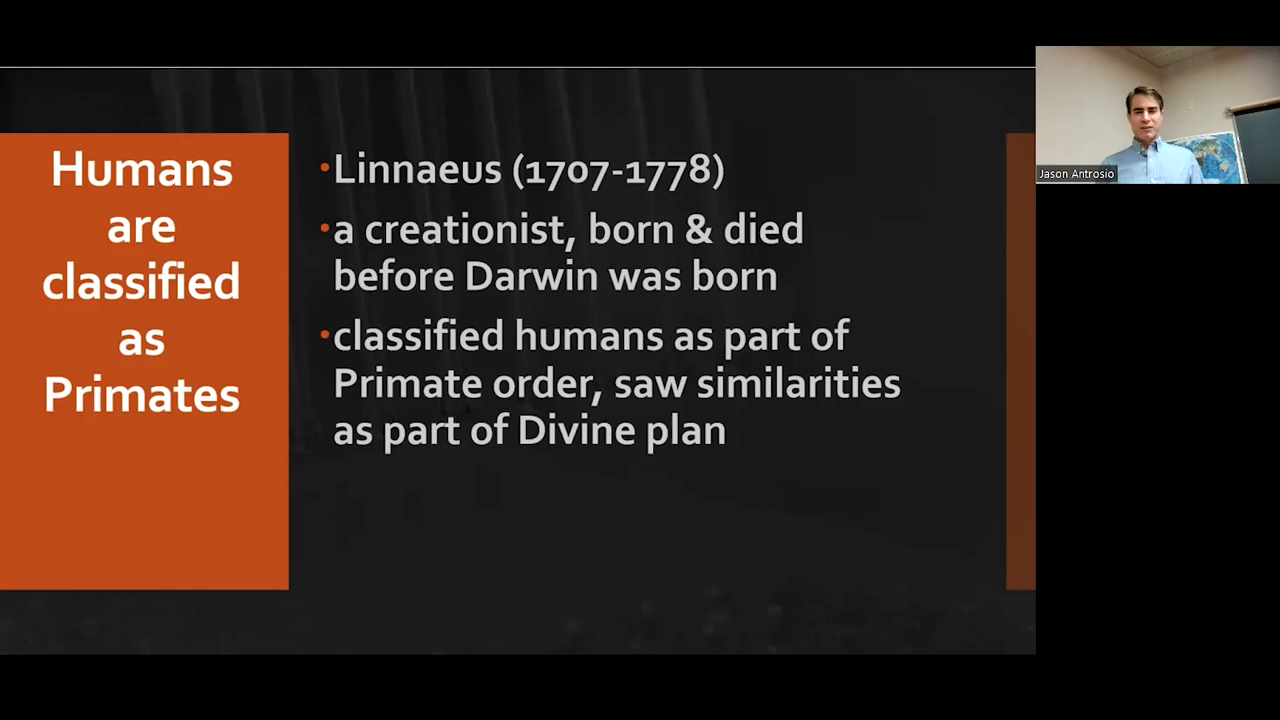 Humans
are
classified
as
Primates
•Linnaeus (1707-1778)
•a creationist, born & died
before Darwin was born
•classified humans as part of
Primate order, saw similarities
as part of Divine plan
Jason Antrosio